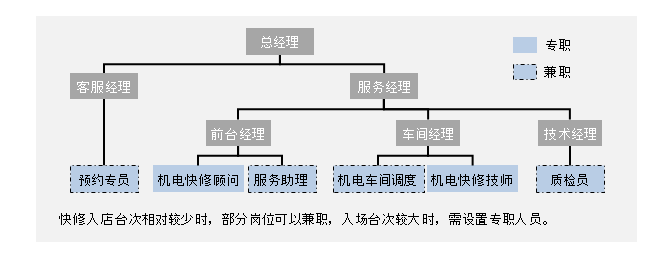 总经理
专职
兼职
客服经理
服务经理
前台经理
车间经理
技术经理
预约专员
机电快修顾问
服务助理
机电车间调度
机电快修技师
质检员
快修入店台次相对较少时，部分岗位可以兼职，入场台次较大时，需设置专职人员。